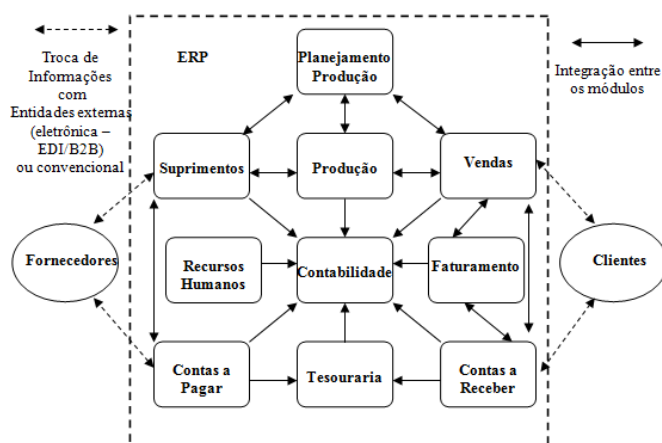 Troca de
Informações
com
Entidades externas
(eletrônica –
EDI/B2B)
ou convencional
ERP
Planejamento
Produção
Integração entre
os módulos
Suprimentos
Produção
Vendas
Fornecedores
Recursos
Humanos
Contabilidade
Faturamento
Clientes
Contas a
Pagar
Tesouraria
Contas a
Receber